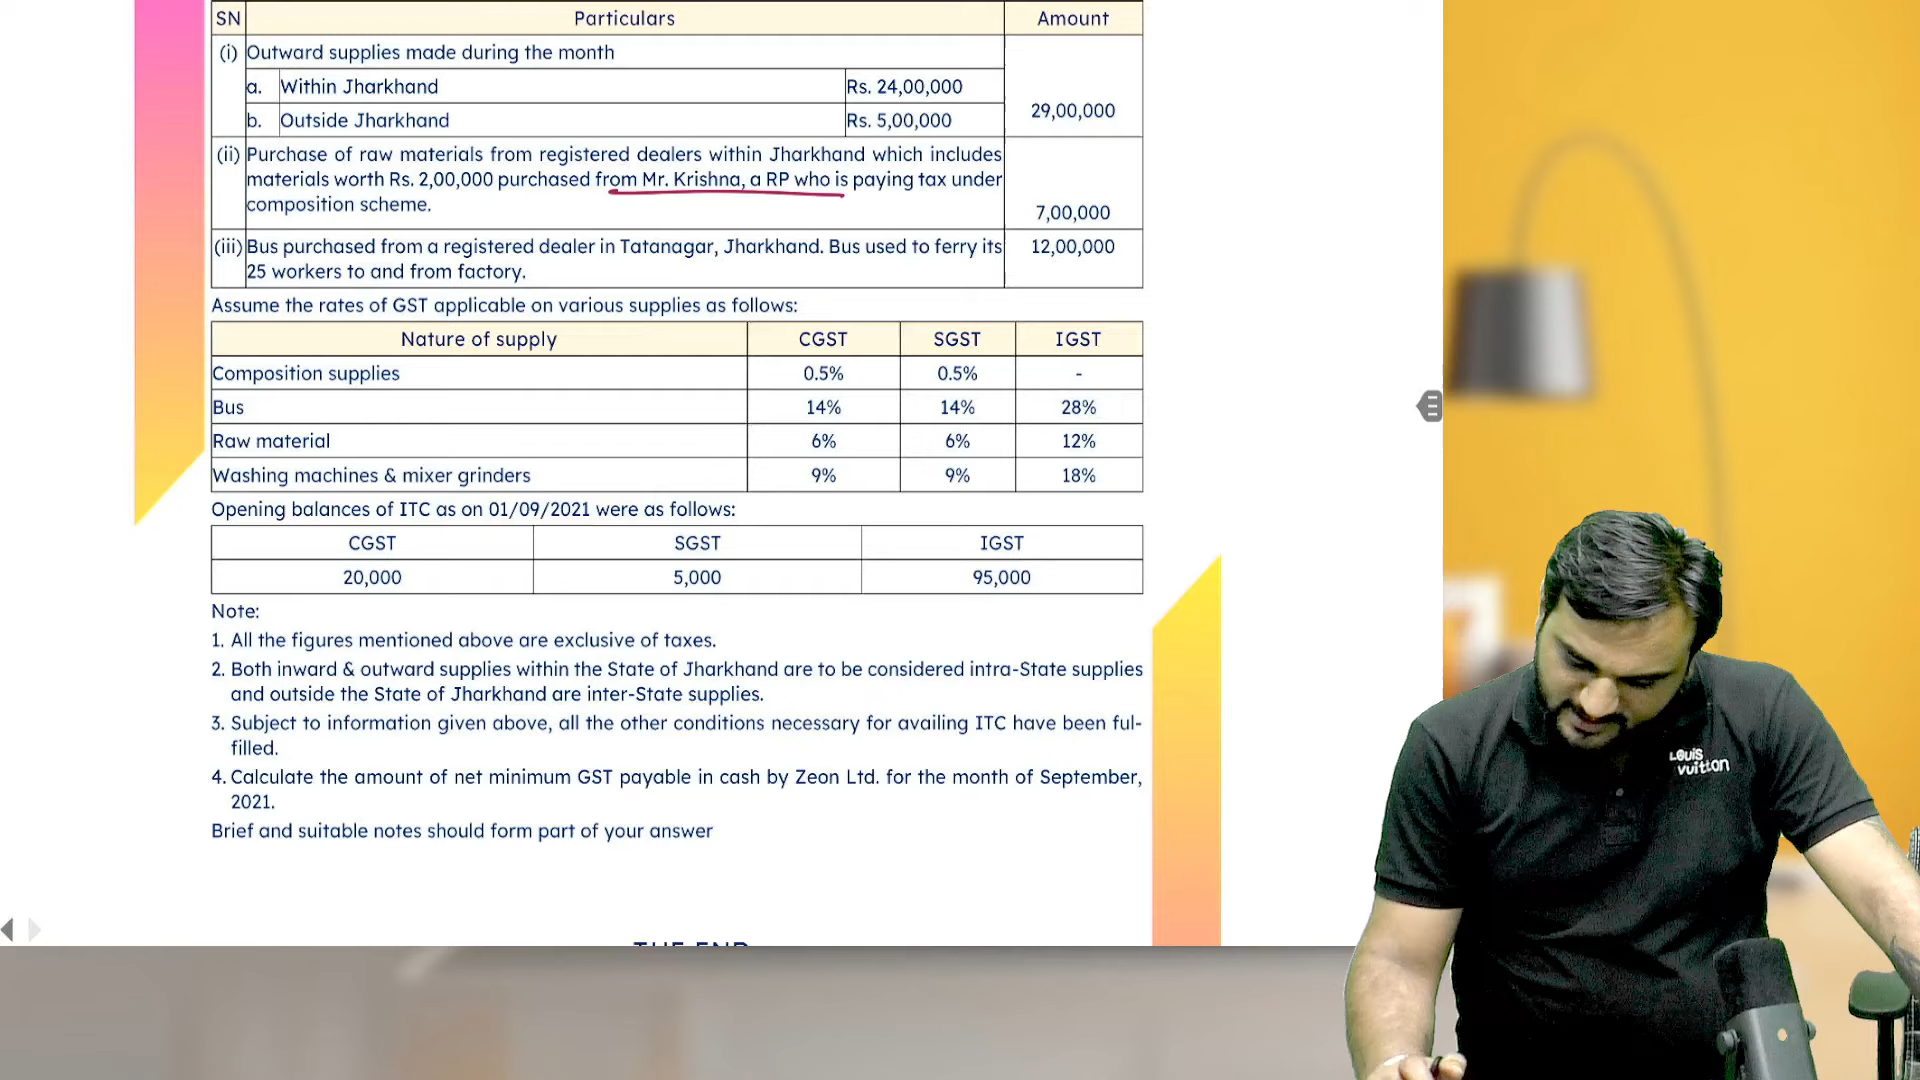 SN Particulars Amount
(i) Outward supplies made during the month
a. Within Jharkhand Rs. 24,00,000
29,00,000
b. Outside Jharkhand Rs. 5,00,000
(ii) Purchase of raw materials from registered dealers within Jharkhand which includes
materials worth Rs. 2,00,000 purchased from Mr. Krishna, a RP who is paying tax under
composition scheme.
7,00,000
(iii) Bus purchased from a registered dealer in Tatanagar, Jharkhand. Bus used to ferry its 12,00,000
25 workers to and from factory.
Assume the rates of GST applicable on various supplies as follows:
Nature of supply CGST SGST IGST
Composition supplies 0.5% 0.5% -
Bus 14% 14% 28%
Raw material 6% 6% 12%
Washing machines & mixer grinders 9% 9% 18%
Opening balances of ITC as on 01/09/2021 were as follows:
CGST SGST IGST
20,000 5,000 95,000
Note:
1. All the figures mentioned above are exclusive of taxes.
2. Both inward & outward supplies within the State of Jharkhand are to be considered intra-State supplies
and outside the State of Jharkhand are inter-State supplies.
3. Subject to information given above, all the other conditions necessary for availing ITC have been ful-
filled.
4. Calculate the amount of net minimum GST payable in cash by Zeon Ltd. for the month of September,
2021.
Brief and suitable notes should form part of your answer
THE END
LOUIS
VUITTON